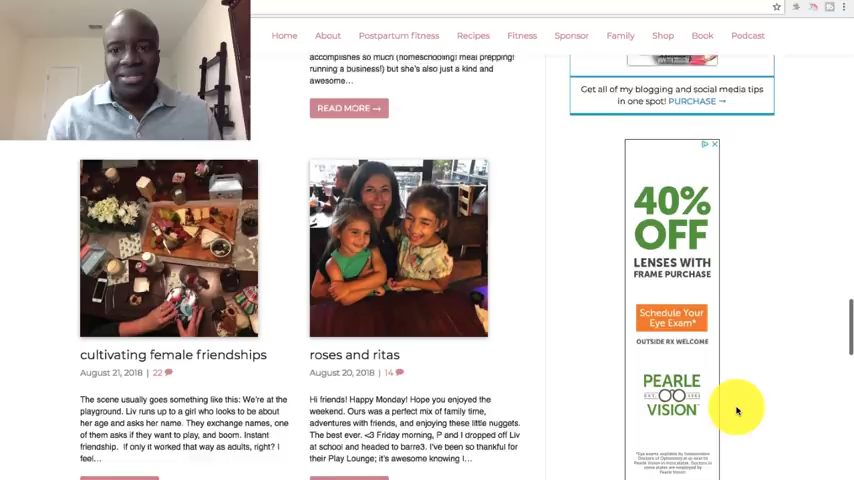 Home About Postpartum fitness Recipes Fitness Sponsor Family Shop Book Podcast
accomplishes so much (homeschooling! meal prepping!
running a business!) but she's also just a kind and
awesome...
READ MORE →
Get all of my blogging and social media tips
in one spot! PURCHASE →
40%
OFF
LENSES WITH
FRAME PURCHASE
Schedule Your
Eye Exam*
OUTSIDE RX WELCOME
PEARLE
VISION
cultivating female friendships
August 21, 2018 | 22
The scene usually goes something like this: We're at the
playground. Liv runs up to a girl who looks to be about
her age and asks her name. They exchange names, one
of them asks if they want to play, and boom. Instant
friendship. If only it worked that way as adults, right? I
feel...
roses and ritas
August 20, 2018 | 14
Hi friends! Happy Monday! Hope you enjoyed the
weekend. Ours was a perfect mix of family time,
adventures with friends, and enjoying these little nuggets.
The best ever. <3 Friday morning, P and I dropped off Liv
at school and headed to barre3. I've been so thankful for
their Play Lounge; it's awesome knowing I...